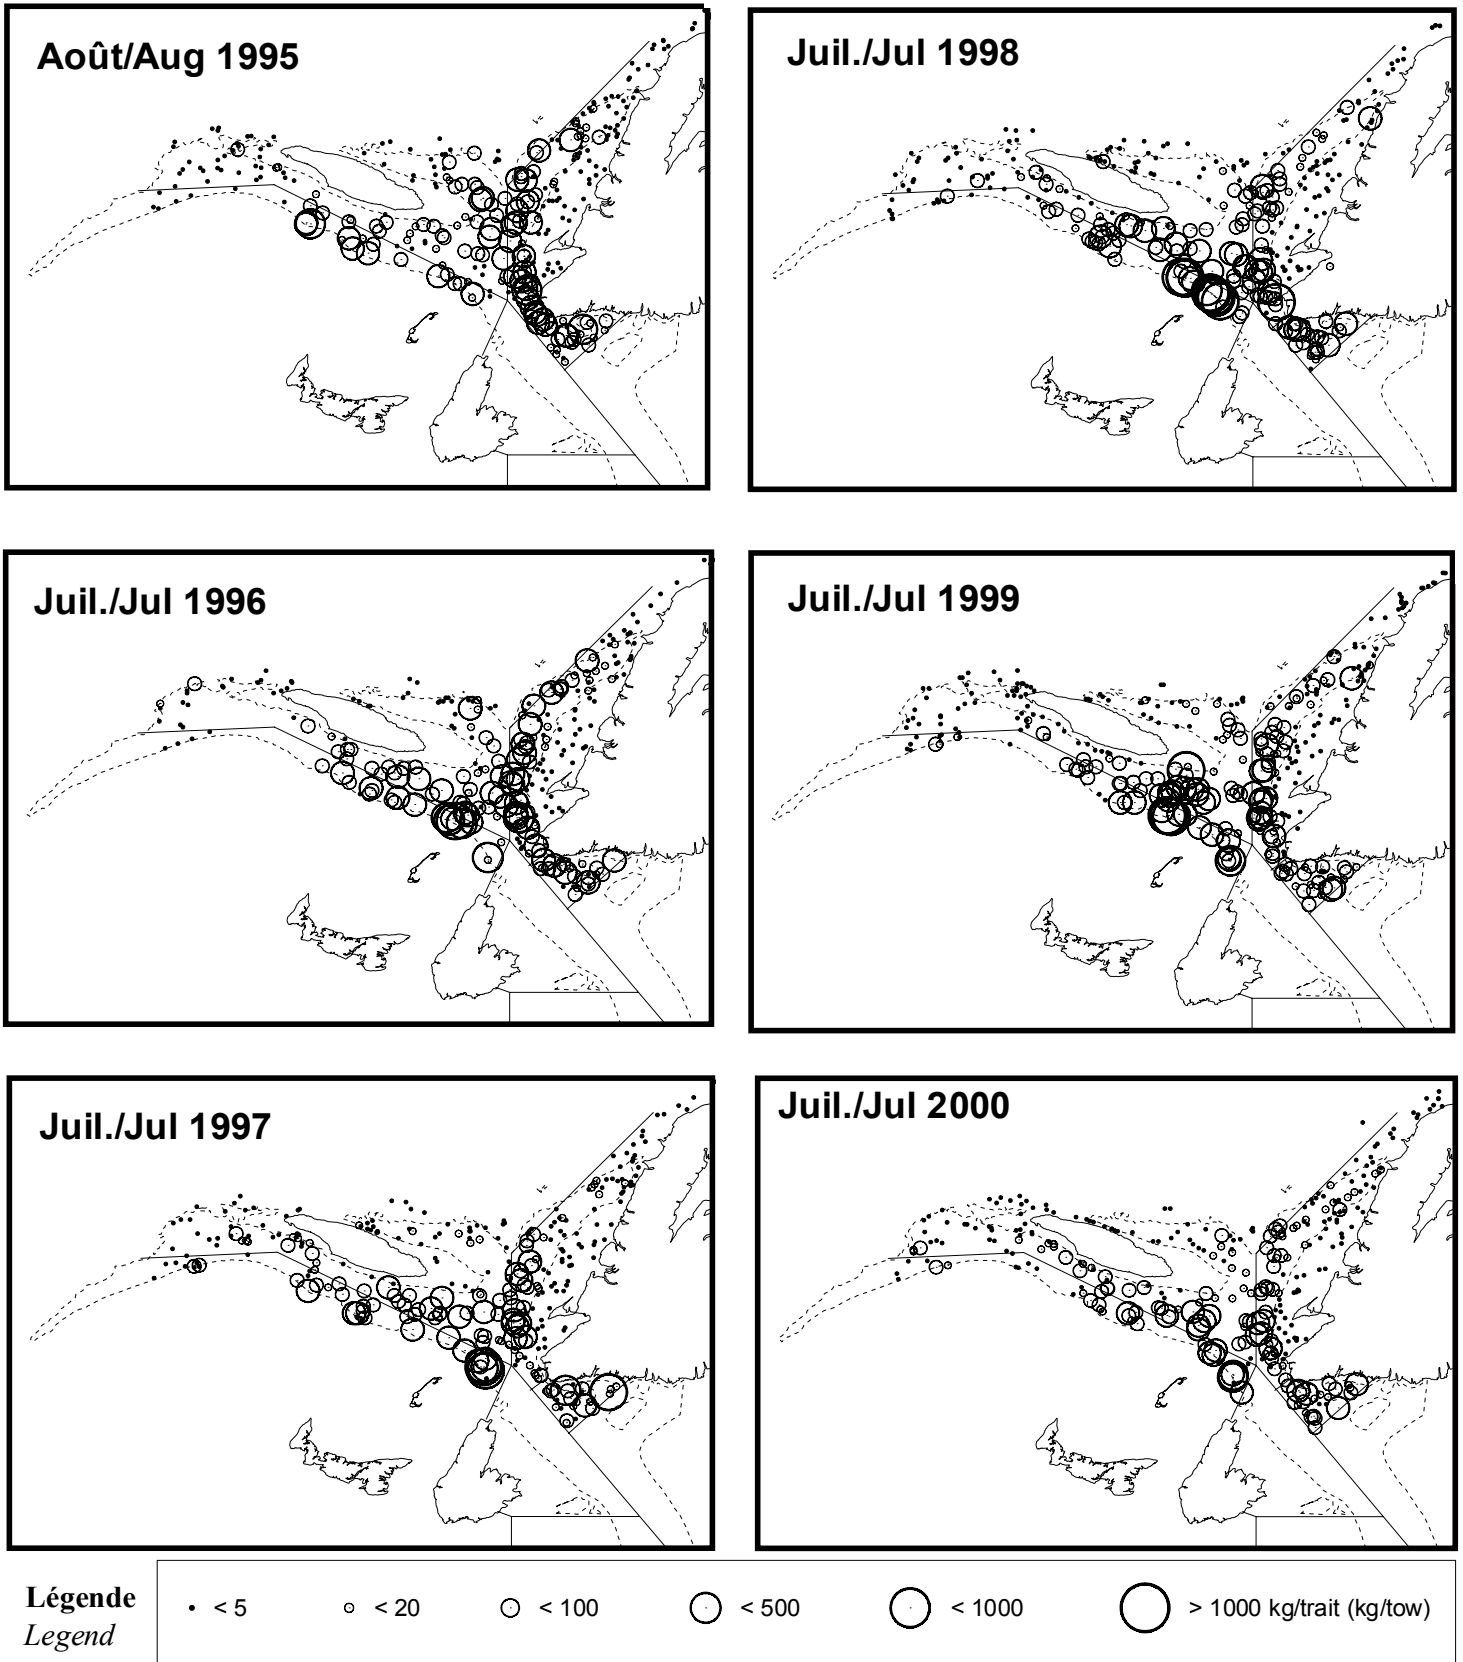 Août/Aug 1995
Juil./Jul 1998
Juil./Jul 1996
Juil./Jul 1999
Juil./Jul 1997
Juil./Jul 2000
Légende
Legend
< 5
< 20
< 100
< 500
< 1000
> 1000 kg/trait (kg/tow)